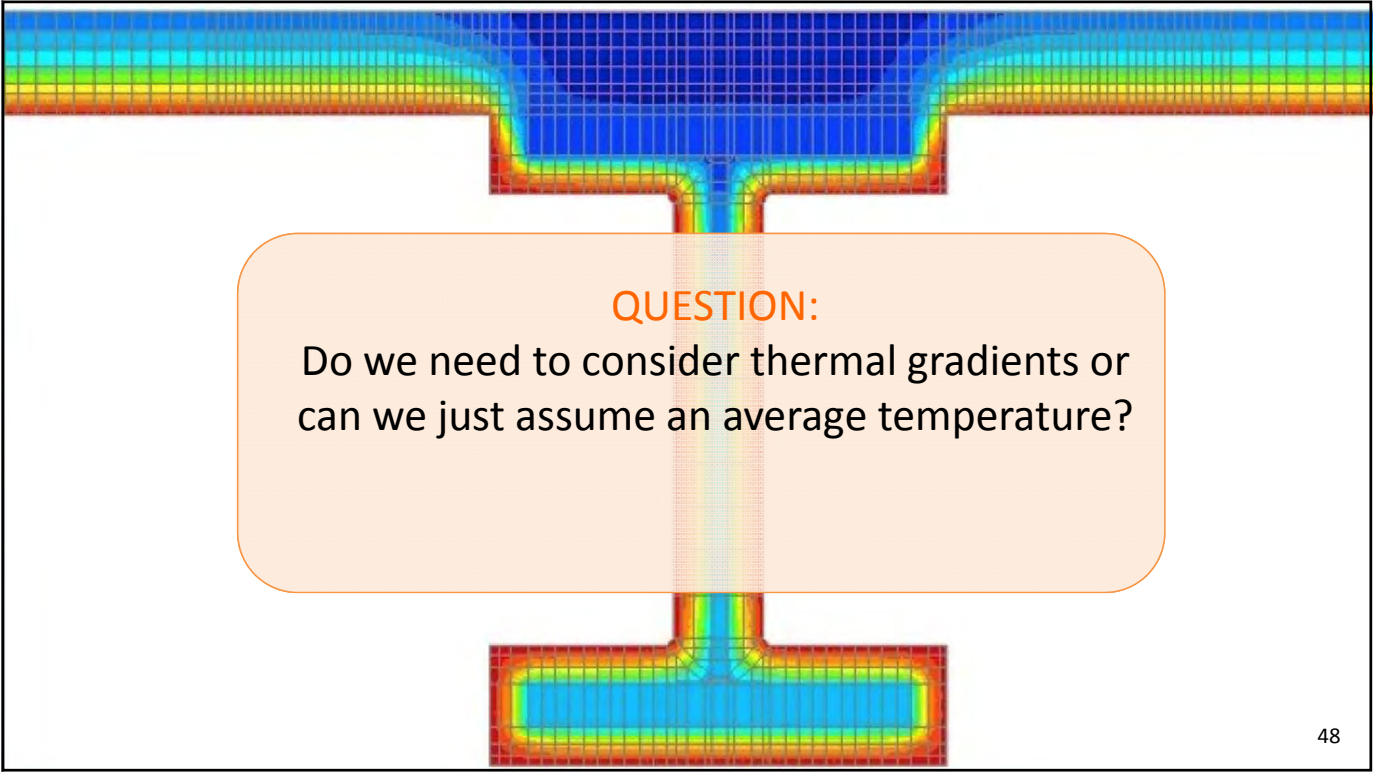 QUESTION:
Do we need to consider thermal gradients or
can we just assume an average temperature?
48